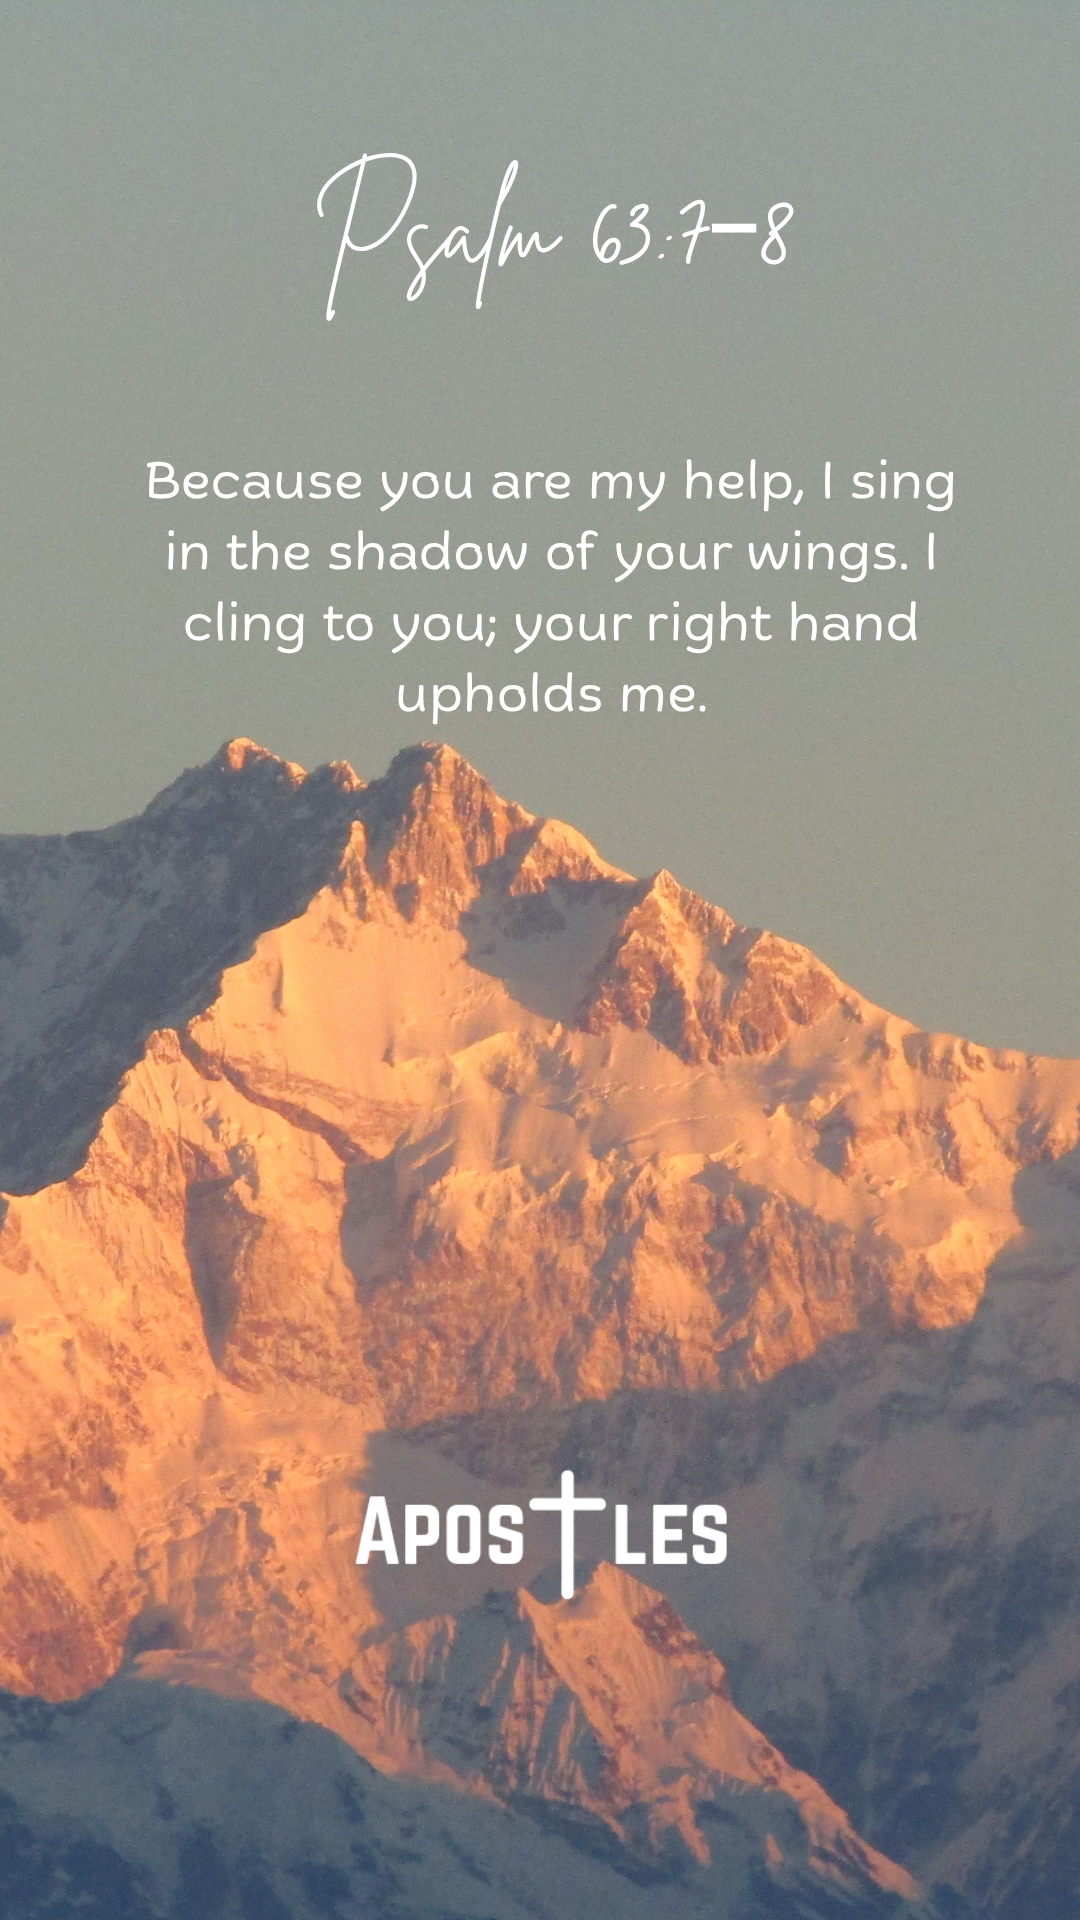 Psalm 63:7–8
Because you are my help, I sing
in the shadow of your wings. I
cling to you; your right hand
upholds me.
APOSTLES